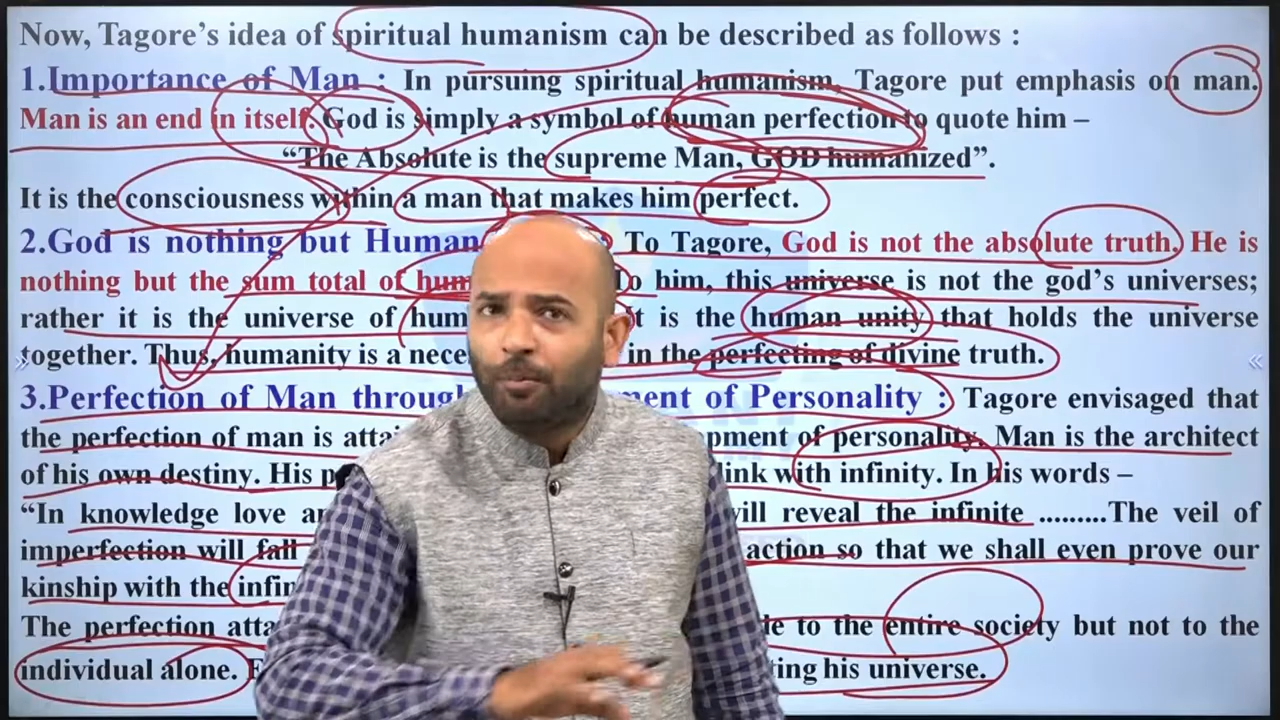 Now, Tagore's idea of spiritual humanism can be described as follows :
1.Importance of Man : In pursuing spiritual humanism, Tagore put emphasis on man.
Man is an end in itself. God is simply a symbol of human perfection to quote him –
“The Absolute is the supreme Man, GOD humanized”.
It is the consciousness within a man that makes him perfect.
2.God is nothing but Human To Tagore, God is not the absolute truth, He is
nothing but the sum total of To him, this universe is not the god's universes;
rather it is the universe of it is the human unity that holds the universe
together. Thus, humanity is a in the perfecting of divine truth.
3.Perfection of Man of Personality : Tagore envisaged that
the perfection of man is of personality. Man is the architect
of his own destiny. His link with infinity. In his words –
“In knowledge love will reveal the infinite .........The veil of
imperfection will fall action so that we shall even prove our
kinship with the
The perfection to the entire society but not to the
individual alone. his universe.